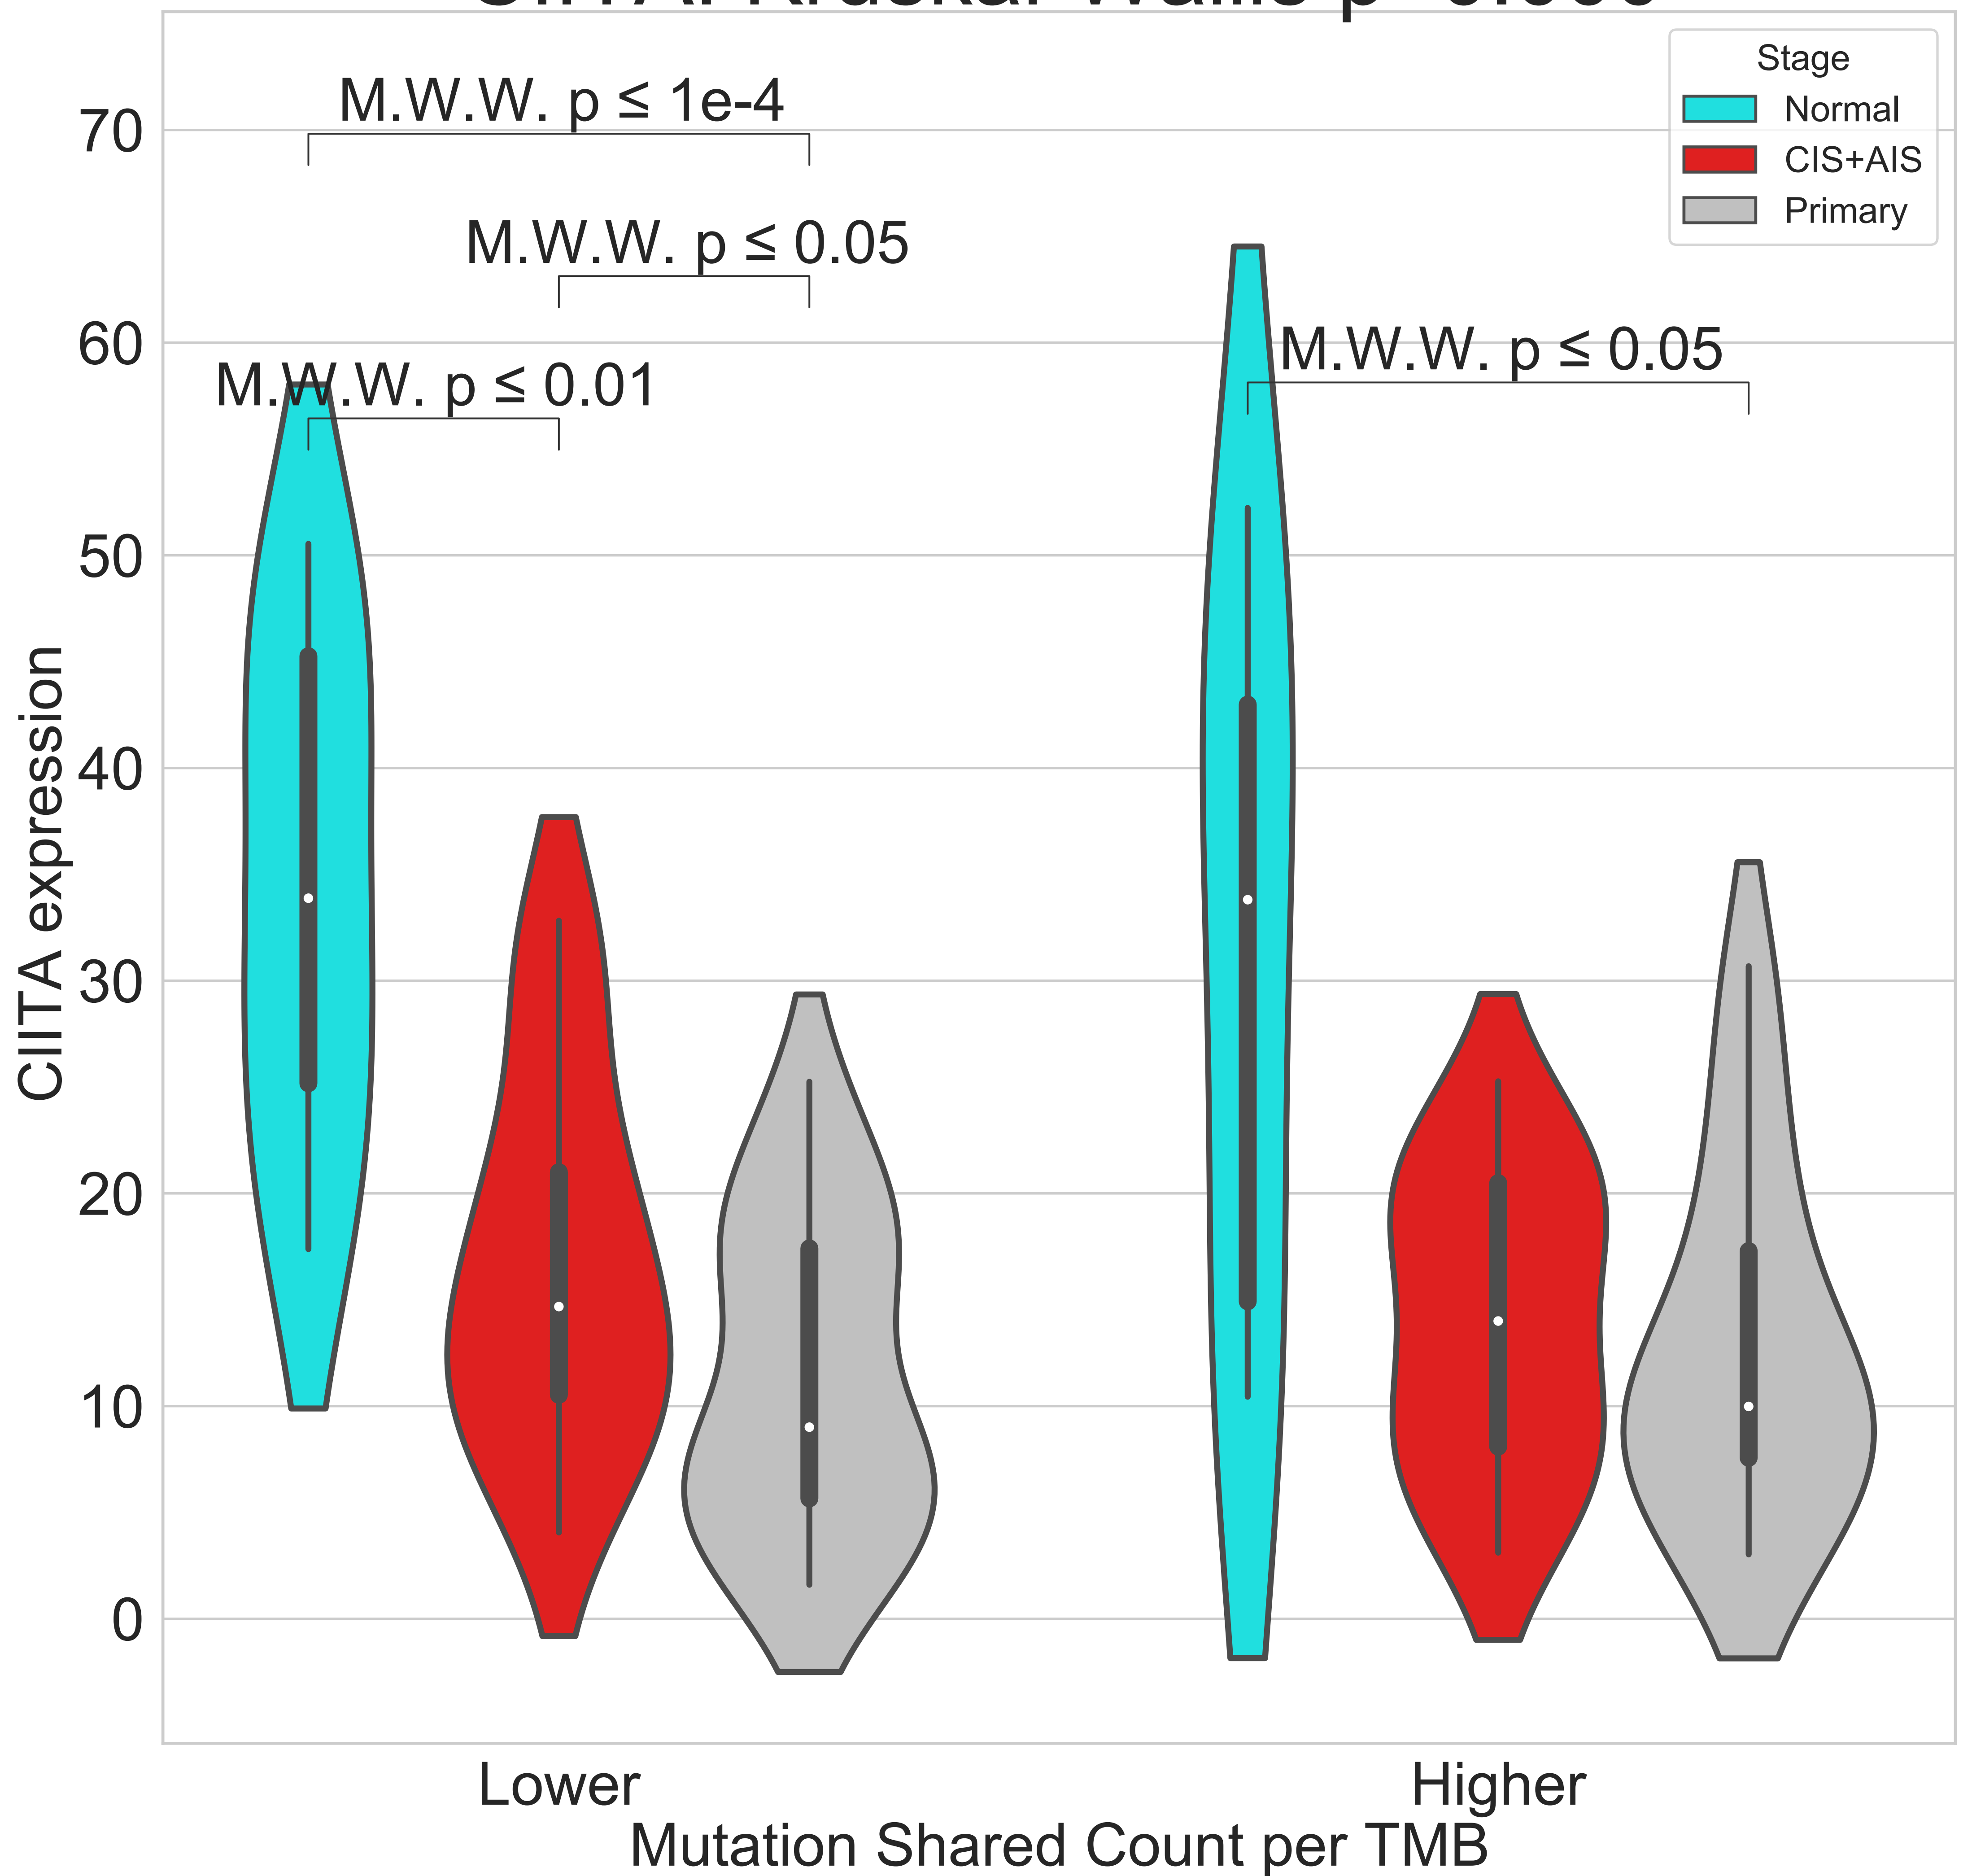 Stage
Normal
CIS+AIS
Primary
M.W.W. p ≤ 1e-4
M.W.W. p ≤ 0.05
M.W.W. p ≤ 0.05
M.W.W. p ≤ 0.01
70
60
50
40
30
20
10
0
CIITA expression
Lower
Higher
Mutation Shared Count per TMB